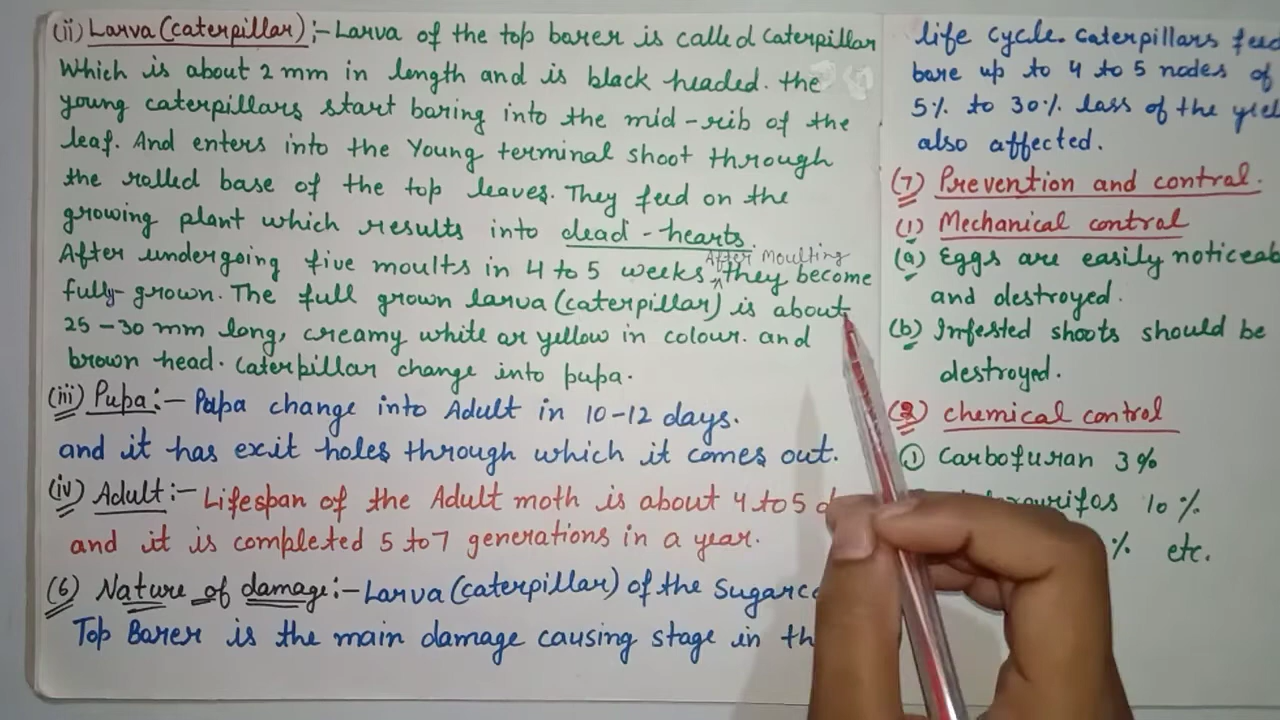 (ii) Larva (caterpillar) :- Larva of the top borer is called caterpillar
Which is about 2 mm in length and is black headed. the
young caterpillars start boring into the mid-rib of the
leaf. And enters into the Young terminal shoot through
the rolled base of the top leaves. They feed on the
growing plant which results into dead-hearts.
After Moulting
After undergoing five moults in 4 to 5 weeks, they become
fully-grown. The full grown larva (caterpillar) is about
25-30 mm long, creamy white or yellow in colour. and
brown head. Caterpillar change into pupa.
(iii) Pupa :- Papa change into Adult in 10-12 days.
and it has exit holes through which it comes out.
(iv) Adult :- Lifespan of the Adult moth is about 4 to 5
and it is completed 5 to 7 generations in a year.
(6) Nature of damage :- Larva (caterpillar) of the
Top Borer is the main damage causing stage in
life cycle. Caterpillars
bore up to 4 to 5 nodes of
5% to 30% loss of the
also affected.
(7) Prevention and control.
(1) Mechanical control
(a) Eggs are easily
and destroyed.
(b) Infested shoots should be
destroyed.
(2) chemical control
① Carbofuran 3%
10%
% etc.